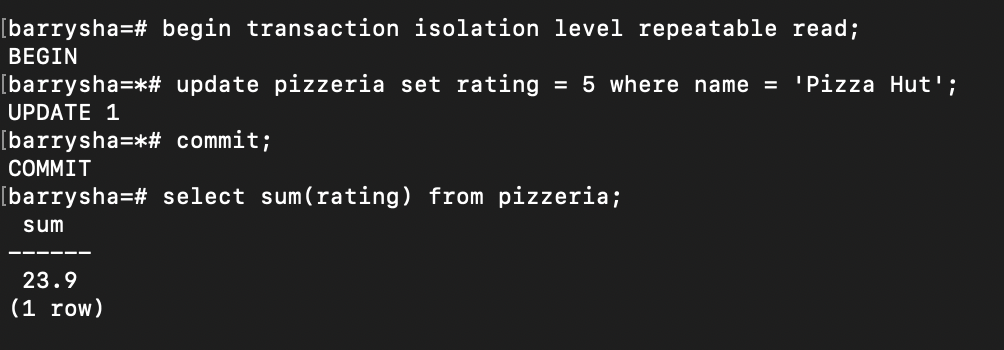 [barrysha=# begin transaction isolation level repeatable read;
BEGIN
[barrysha=*# update pizzeria set rating = 5 where name = 'Pizza Hut';
UPDATE 1
[barrysha=*# commit;
COMMIT
[barrysha=# select sum(rating) from pizzeria;
 sum
------
 23.9
(1 row)